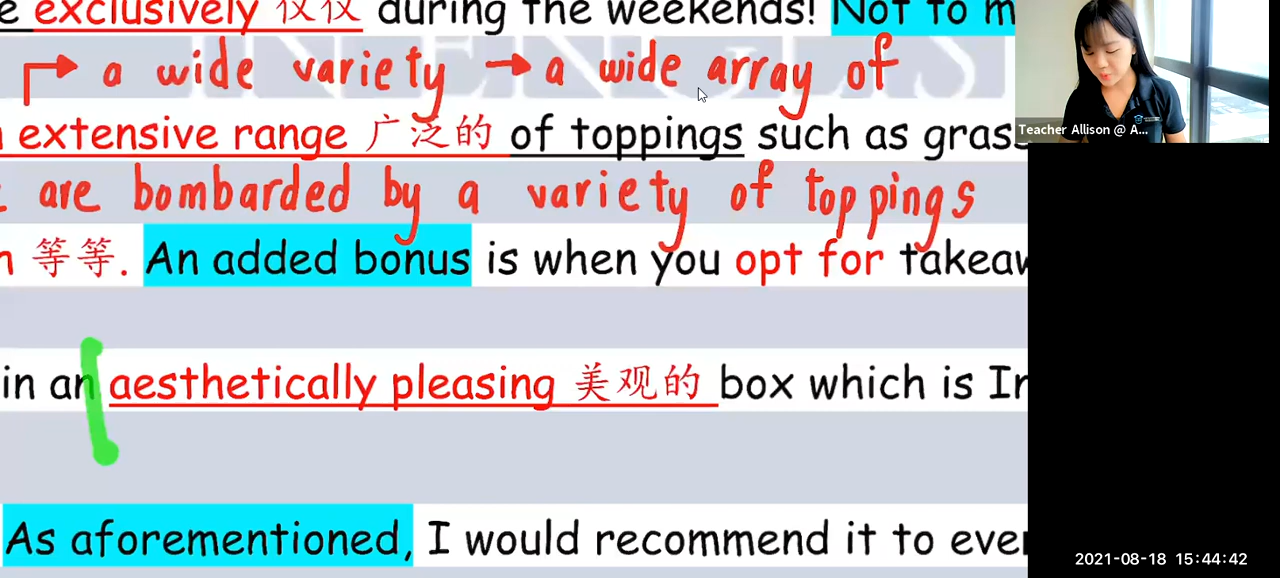 exclusively 仅仅 during the weekends! Not to m
IN ENGLIS
→ a wide variety → a wide array of
extensive range 广泛的 of toppings such as grass
Teacher Allison @ A...
are bombarded by a variety of toppings
等等. An added bonus is when you opt for takeaw
in an aesthetically pleasing 美观的 box which is In
As aforementioned, I would recommend it to ever
2021-08-18 15:44:42